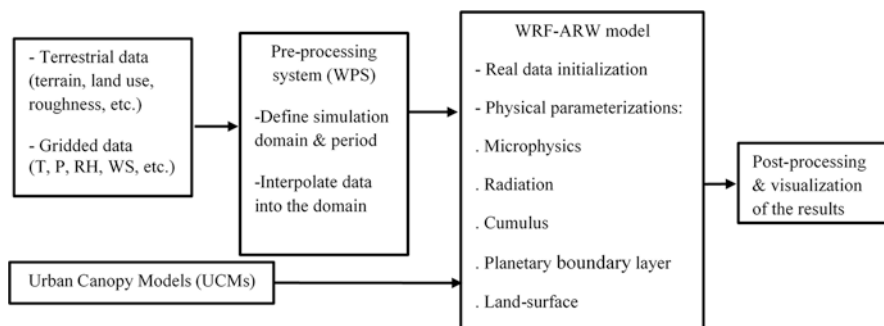 - Terrestrial data
(terrain, land use,
roughness, etc.)
- Gridded data
(T, P, RH, WS, etc.)
Pre-processing
system (WPS)
-Define simulation
domain & period
-Interpolate data
into the domain
Urban Canopy Models (UCMs)
WRF-ARW model
- Real data initialization
- Physical parameterizations:
. Microphysics
. Radiation
. Cumulus
. Planetary boundary layer
. Land-surface
Post-processing
& visualization
of the results